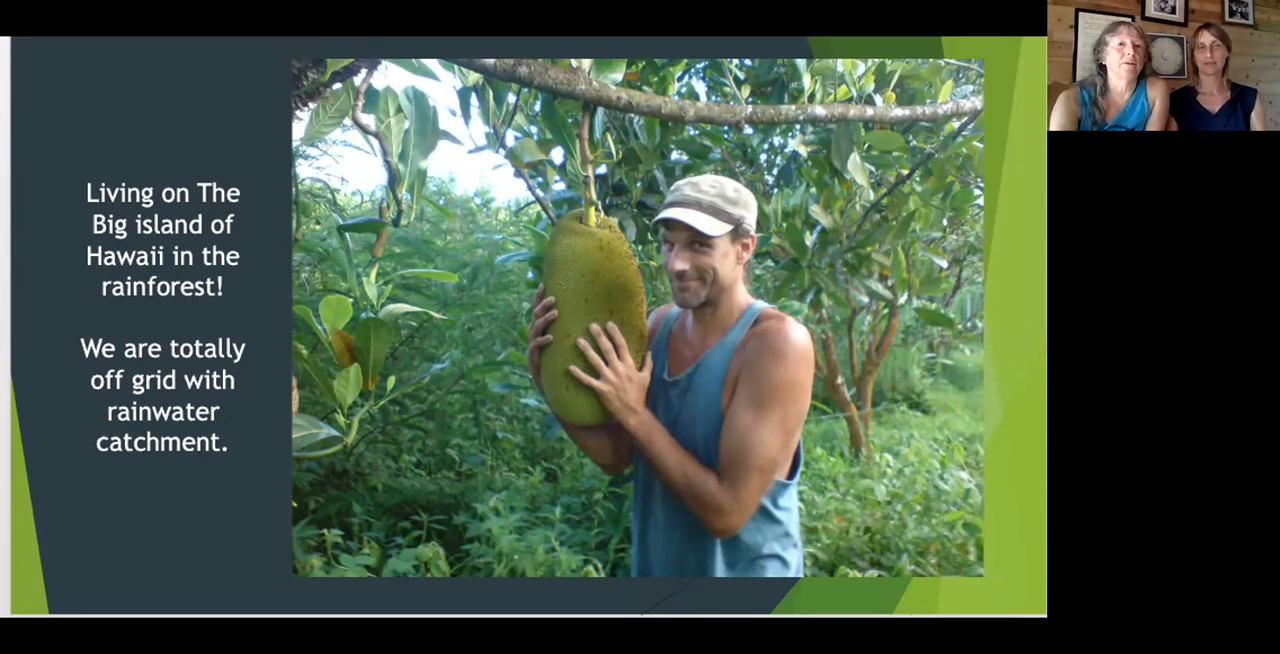 Living on The
Big island of
Hawaii in the
rainforest!
We are totally
off grid with
rainwater
catchment.